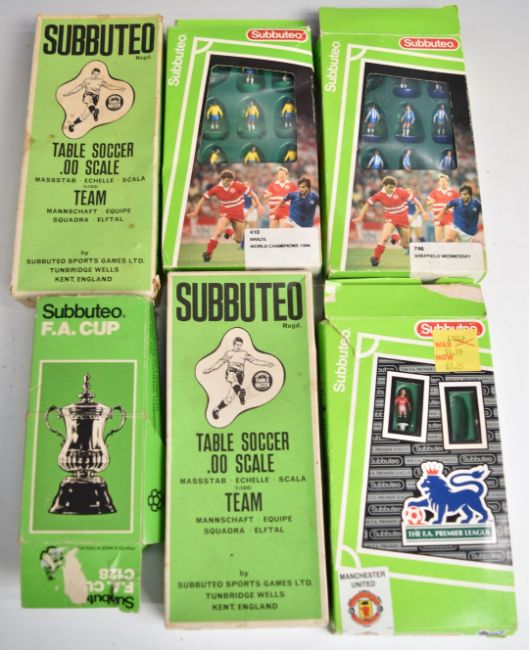 SUBBUTEO
Regd.
TABLE SOCCER
.00 SCALE
MASSSTAB · ECHELLE · SCALA
(1:100)
TEAM
MANNSCHAFT · EQUIPE
SQUADRA · ELFTAL
by
SUBBUTEO SPORTS GAMES LTD.
TUNBRIDGE WELLS
KENT, ENGLAND
Subbuteo
Subbuteo
410
BRAZIL
WORLD CHAMPIONS 1994
Subbuteo
Subbuteo
SHEFFIELD WEDNESDAY
Subbuteo
F.A. CUP
Subbuteo
C128
SUBBUTEO
Regd.
TABLE SOCCER
.00 SCALE
MASSSTAB · ECHELLE · SCALA
(1:100)
TEAM
MANNSCHAFT · EQUIPE
SQUADRA · ELFTAL
by
SUBBUTEO SPORTS GAMES LTD.
TUNBRIDGE WELLS
KENT, ENGLAND
Subbuteo
Subbuteo
WAS
NOW
Subbuteo
THE F.A. PREMIER LEAGUE
MANCHESTER
UNITED